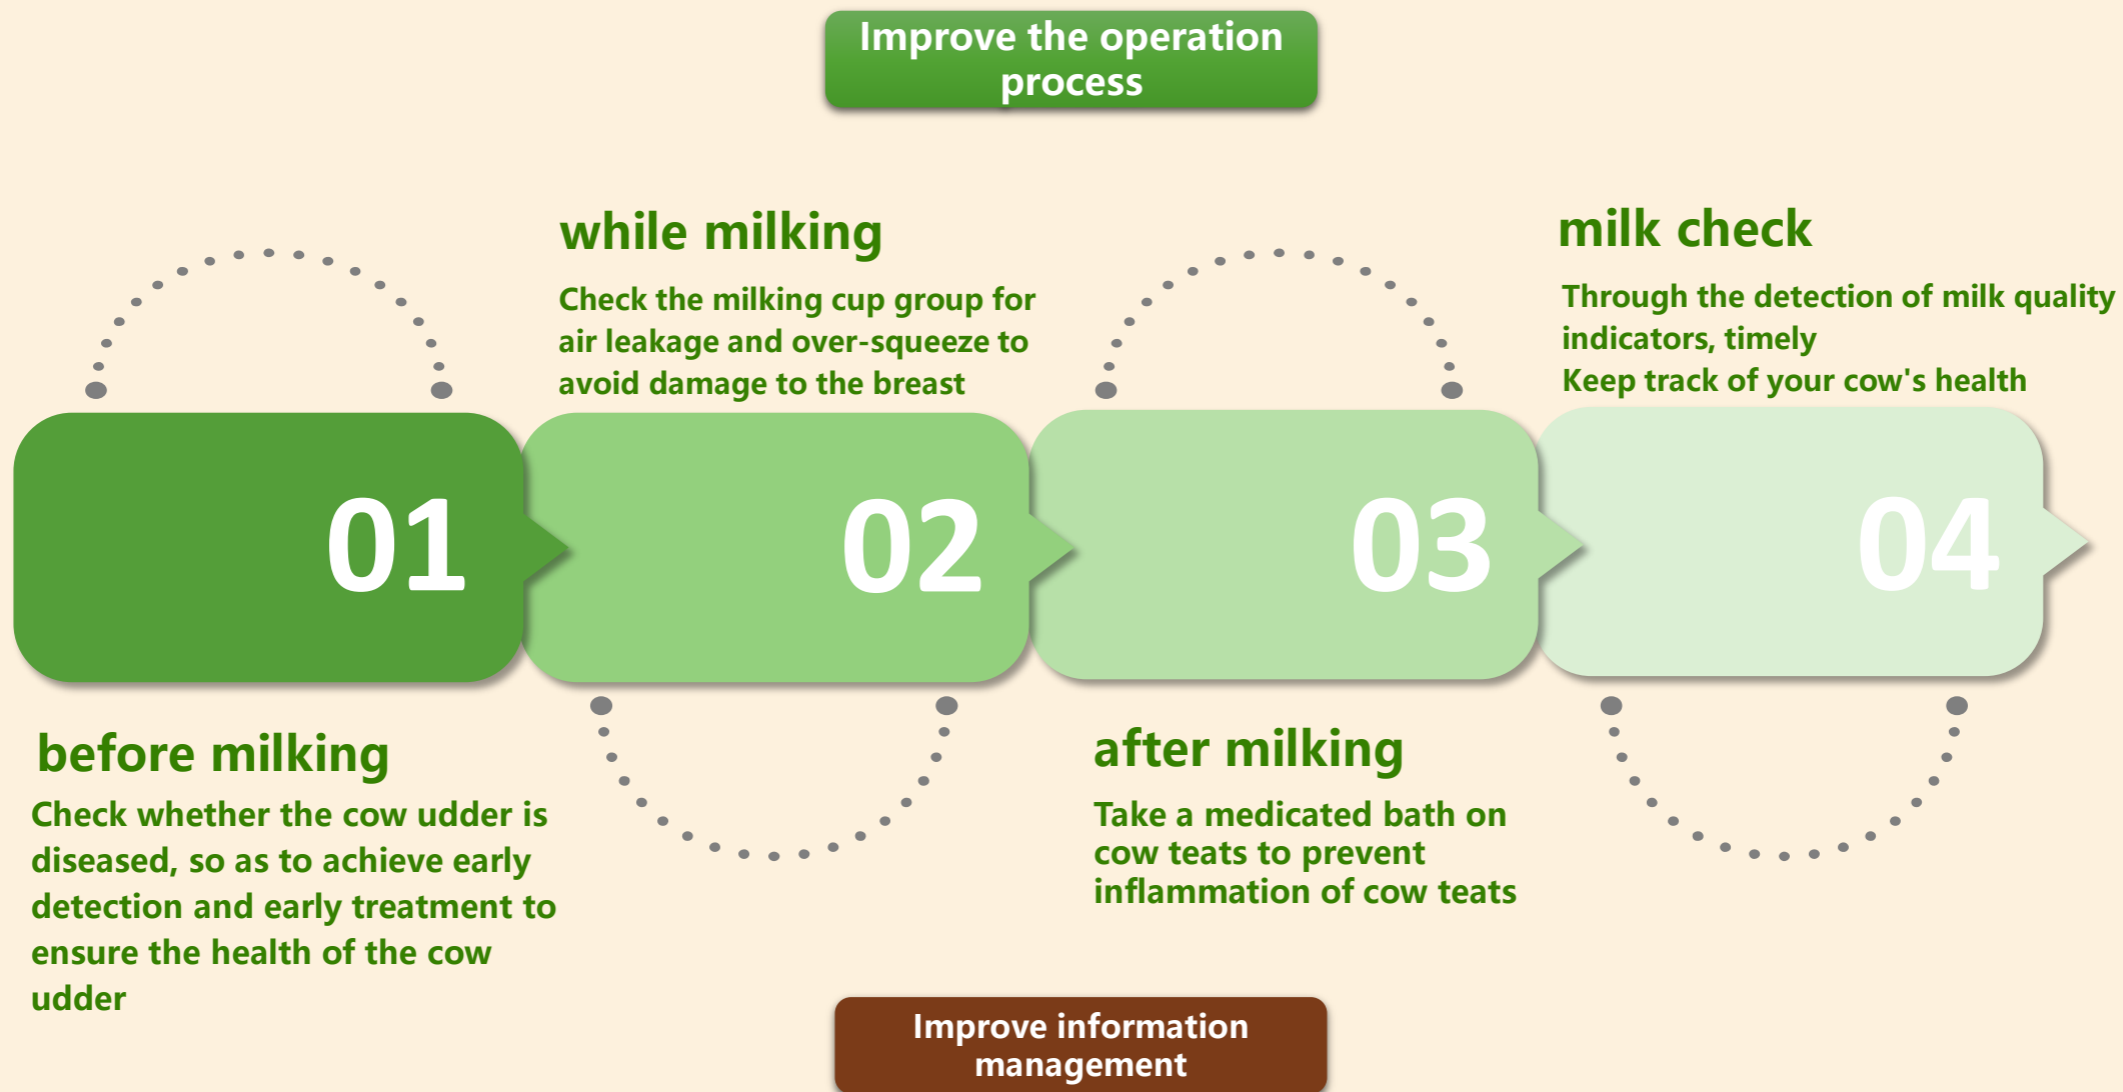 Improve the operation
process
while milking
Check the milking cup group for
air leakage and over-squeeze to
avoid damage to the breast
milk check
Through the detection of milk quality
indicators, timely
Keep track of your cow's health
01
02
03
04
before milking
Check whether the cow udder is
diseased, so as to achieve early
detection and early treatment to
ensure the health of the cow
udder
after milking
Take a medicated bath on
cow teats to prevent
inflammation of cow teats
Improve information
management